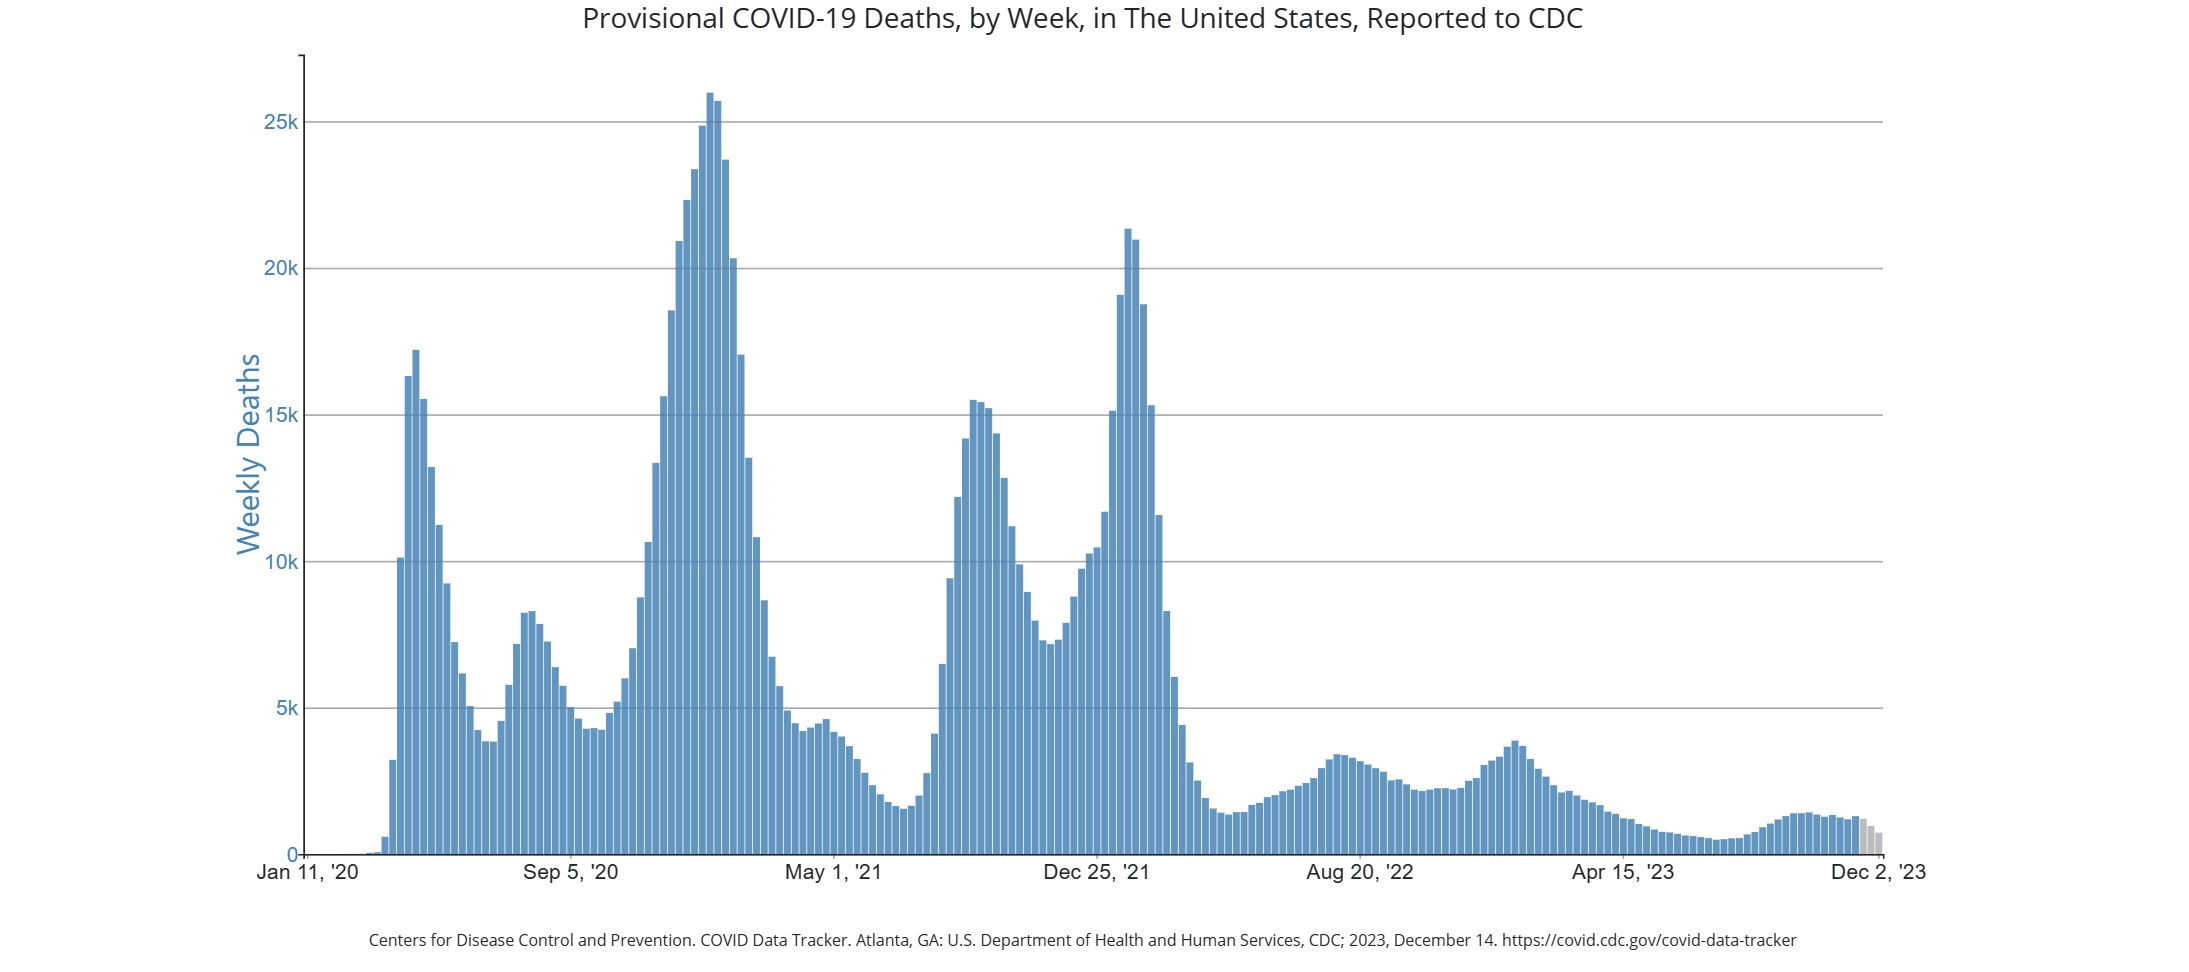 Provisional COVID-19 Deaths, by Week, in The United States, Reported to CDC
Weekly Deaths
25k
20k
15k
10k
5k
0
Jan 11, '20
Sep 5, '20
May 1, '21
Dec 25, '21
Aug 20, '22
Apr 15, '23
Dec 2, '23
Centers for Disease Control and Prevention. COVID Data Tracker. Atlanta, GA: U.S. Department of Health and Human Services, CDC; 2023, December 14. https://covid.cdc.gov/covid-data-tracker